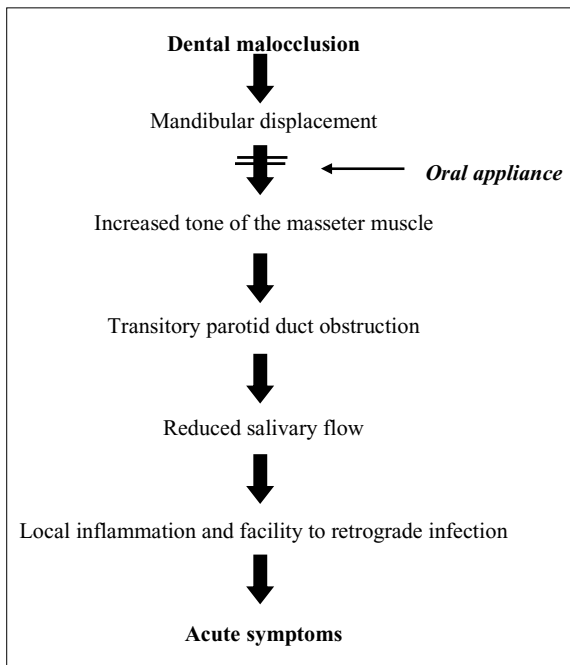 Dental malocclusion
Mandibular displacement
Oral appliance
Increased tone of the masseter muscle
Transitory parotid duct obstruction
Reduced salivary flow
Local inflammation and facility to retrograde infection
Acute symptoms